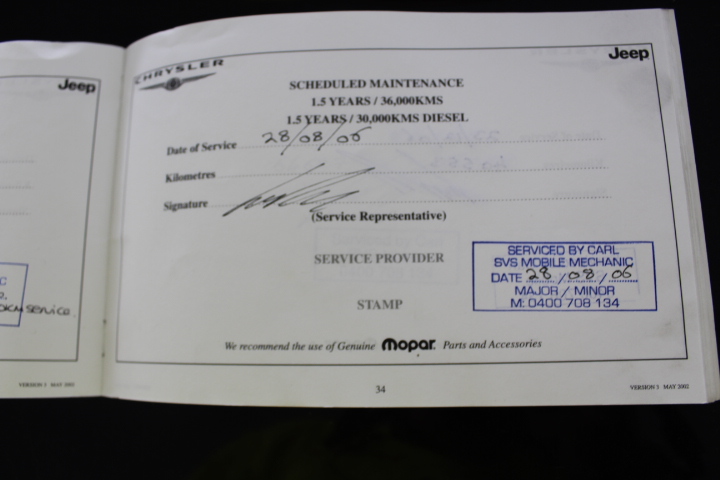 Jeep
oKM service.
VERSION 5 MAY 2002
CHRYSLER
Jeep
SCHEDULED MAINTENANCE
1.5 YEARS / 36,000KMS
1.5 YEARS / 30,000KMS DIESEL
Date of Service 28/08/06
Kilometres
Signature
(Service Representative)
SERVICE PROVIDER
STAMP
SERVICED BY CARL
SVS MOBILE MECHANIC
DATE 28/08/06
MAJOR / MINOR
M: 0400 708 134
We recommend the use of Genuine Mopar. Parts and Accessories
34
VERSION 5 MAY 2002